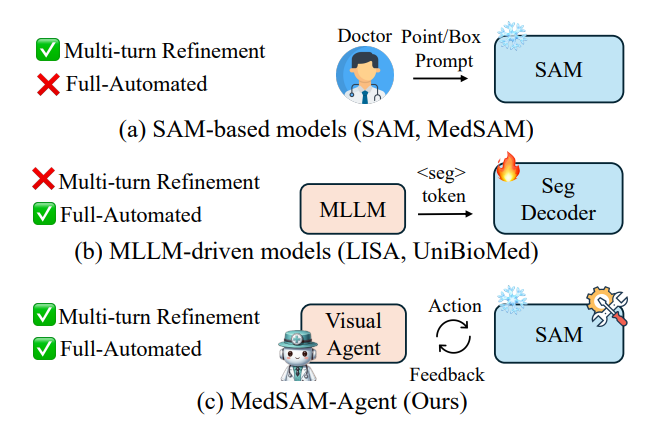 Doctor
Point/Box
Prompt
Multi-turn Refinement
Full-Automated
SAM
(a) SAM-based models (SAM, MedSAM)
Multi-turn Refinement
Full-Automated
MLLM
<seg>
token
Seg
Decoder
(b) MLLM-driven models (LISA, UniBioMed)
Multi-turn Refinement
Full-Automated
Visual
Agent
Action
Feedback
SAM
(c) MedSAM-Agent (Ours)